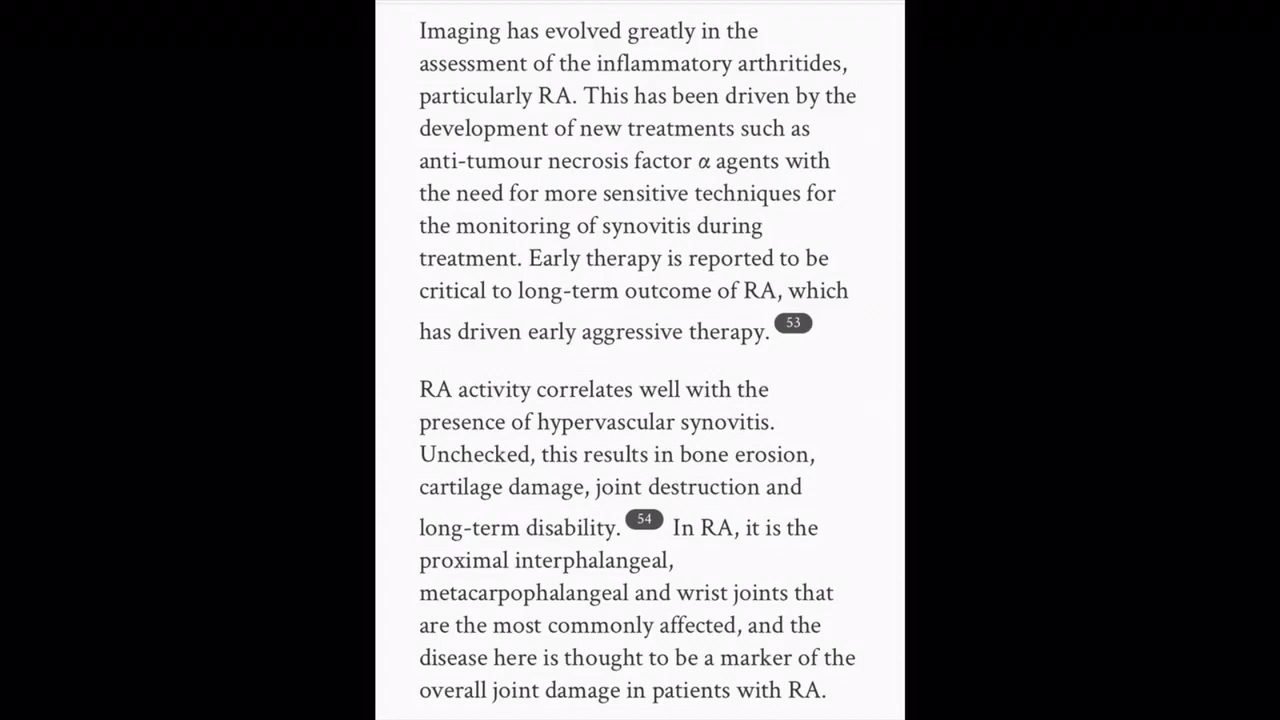 Imaging has evolved greatly in the
assessment of the inflammatory arthritides,
particularly RA. This has been driven by the
development of new treatments such as
anti-tumour necrosis factor α agents with
the need for more sensitive techniques for
the monitoring of synovitis during
treatment. Early therapy is reported to be
critical to long-term outcome of RA, which
has driven early aggressive therapy. 53
RA activity correlates well with the
presence of hypervascular synovitis.
Unchecked, this results in bone erosion,
cartilage damage, joint destruction and
long-term disability. 54 In RA, it is the
proximal interphalangeal,
metacarpophalangeal and wrist joints that
are the most commonly affected, and the
disease here is thought to be a marker of the
overall joint damage in patients with RA.